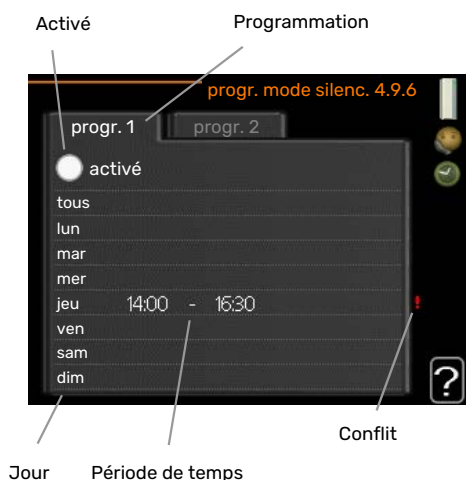 Activé
Programmation
progr. mode silenc. 4.9.6
progr. 1
progr. 2
activé
tous
lun
mar
mer
jeu 14:00 - 16:30
!
ven
sam
dim
?
Conflit
Jour
Période de temps